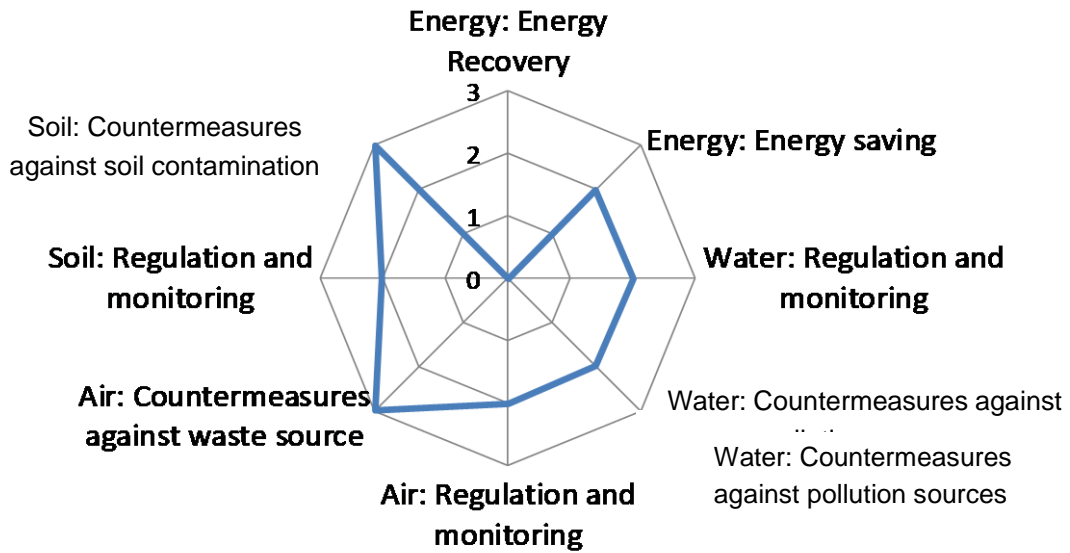 Energy: Energy
Recovery
3
Soil: Countermeasures
against soil contamination
Energy: Energy saving
2
1
Soil: Regulation and
monitoring
0
Water: Regulation and
monitoring
Air: Countermeasures
against waste source
Water: Countermeasures against
Water: Countermeasures
against pollution sources
Air: Regulation and
monitoring